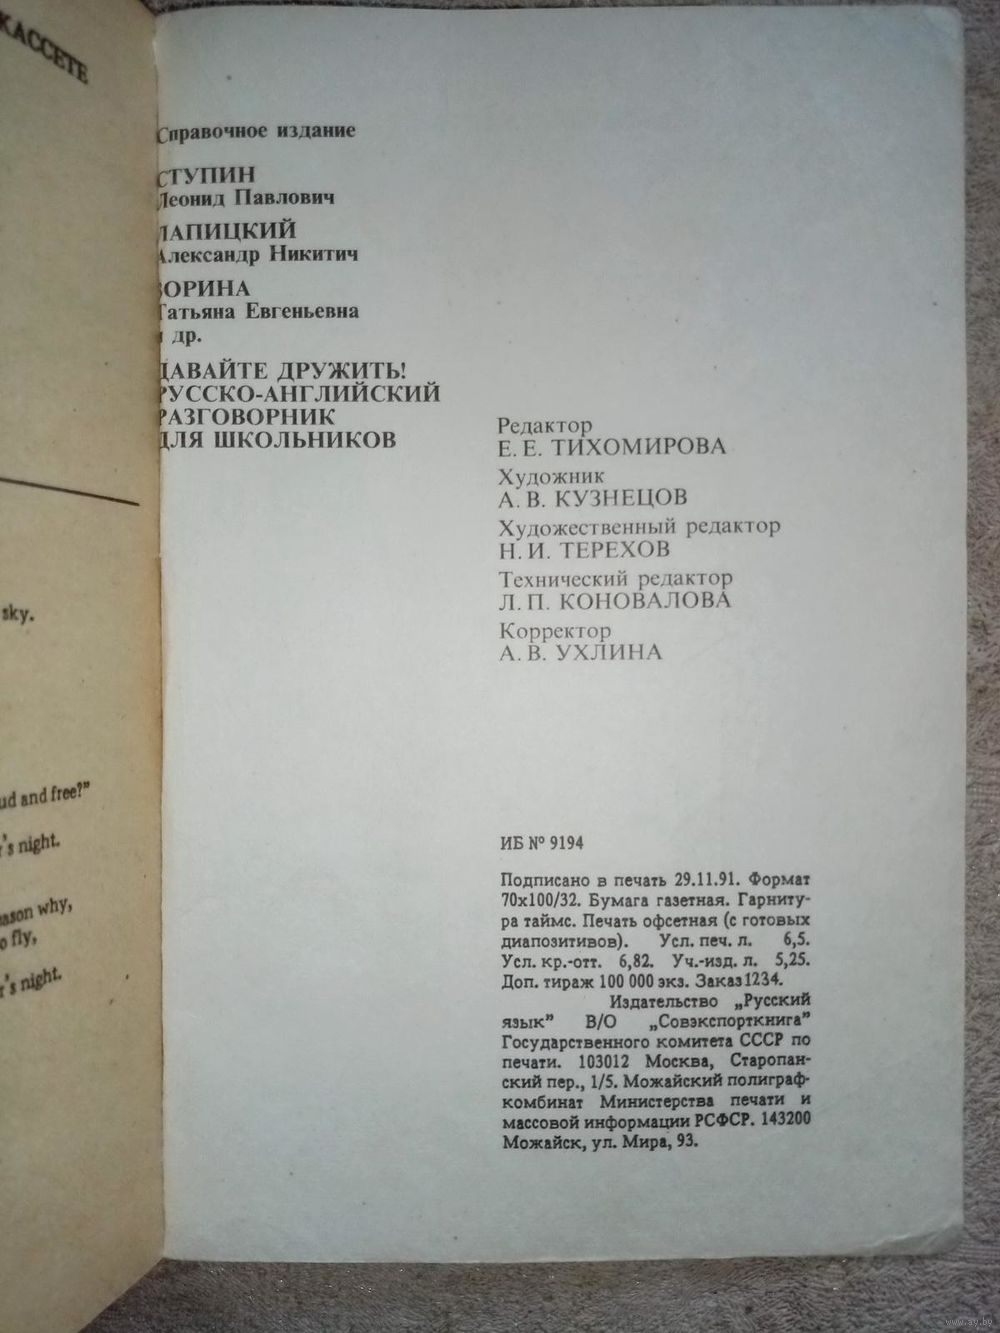 КАССЕТЕ
sky.
ud and free?"
's night.
ason why,
o fly,
's night.
Справочное издание
СТУПИН
Леонид Павлович
ЛАПИЦКИЙ
Александр Никитич
ЗОРИНА
Татьяна Евгеньевна
и др.
ДАВАЙТЕ ДРУЖИТЬ!
РУССКО-АНГЛИЙСКИЙ
РАЗГОВОРНИК
ДЛЯ ШКОЛЬНИКОВ
Редактор
Е. Е. ТИХОМИРОВА
Художник
А. В. КУЗНЕЦОВ
Художественный редактор
Н. И. ТЕРЕХОВ
Технический редактор
Л. П. КОНОВАЛОВА
Корректор
А. В. УХЛИНА
ИБ № 9194
Подписано в печать 29.11.91. Формат
70х100/32. Бумага газетная. Гарниту-
ра таймс. Печать офсетная (с готовых
диапозитивов). Усл. печ. л. 6,5.
Усл. кр.-отт. 6,82. Уч.-изд. л. 5,25.
Доп. тираж 100 000 экз. Заказ 1234.
Издательство „Русский
язык" В/О „Совэкспорткнига"
Государственного комитета СССР по
печати. 103012 Москва, Старопан-
ский пер., 1/5. Можайский полиграф-
комбинат Министерства печати и
массовой информации РСФСР. 143200
Можайск, ул. Мира, 93.
www.ay.by